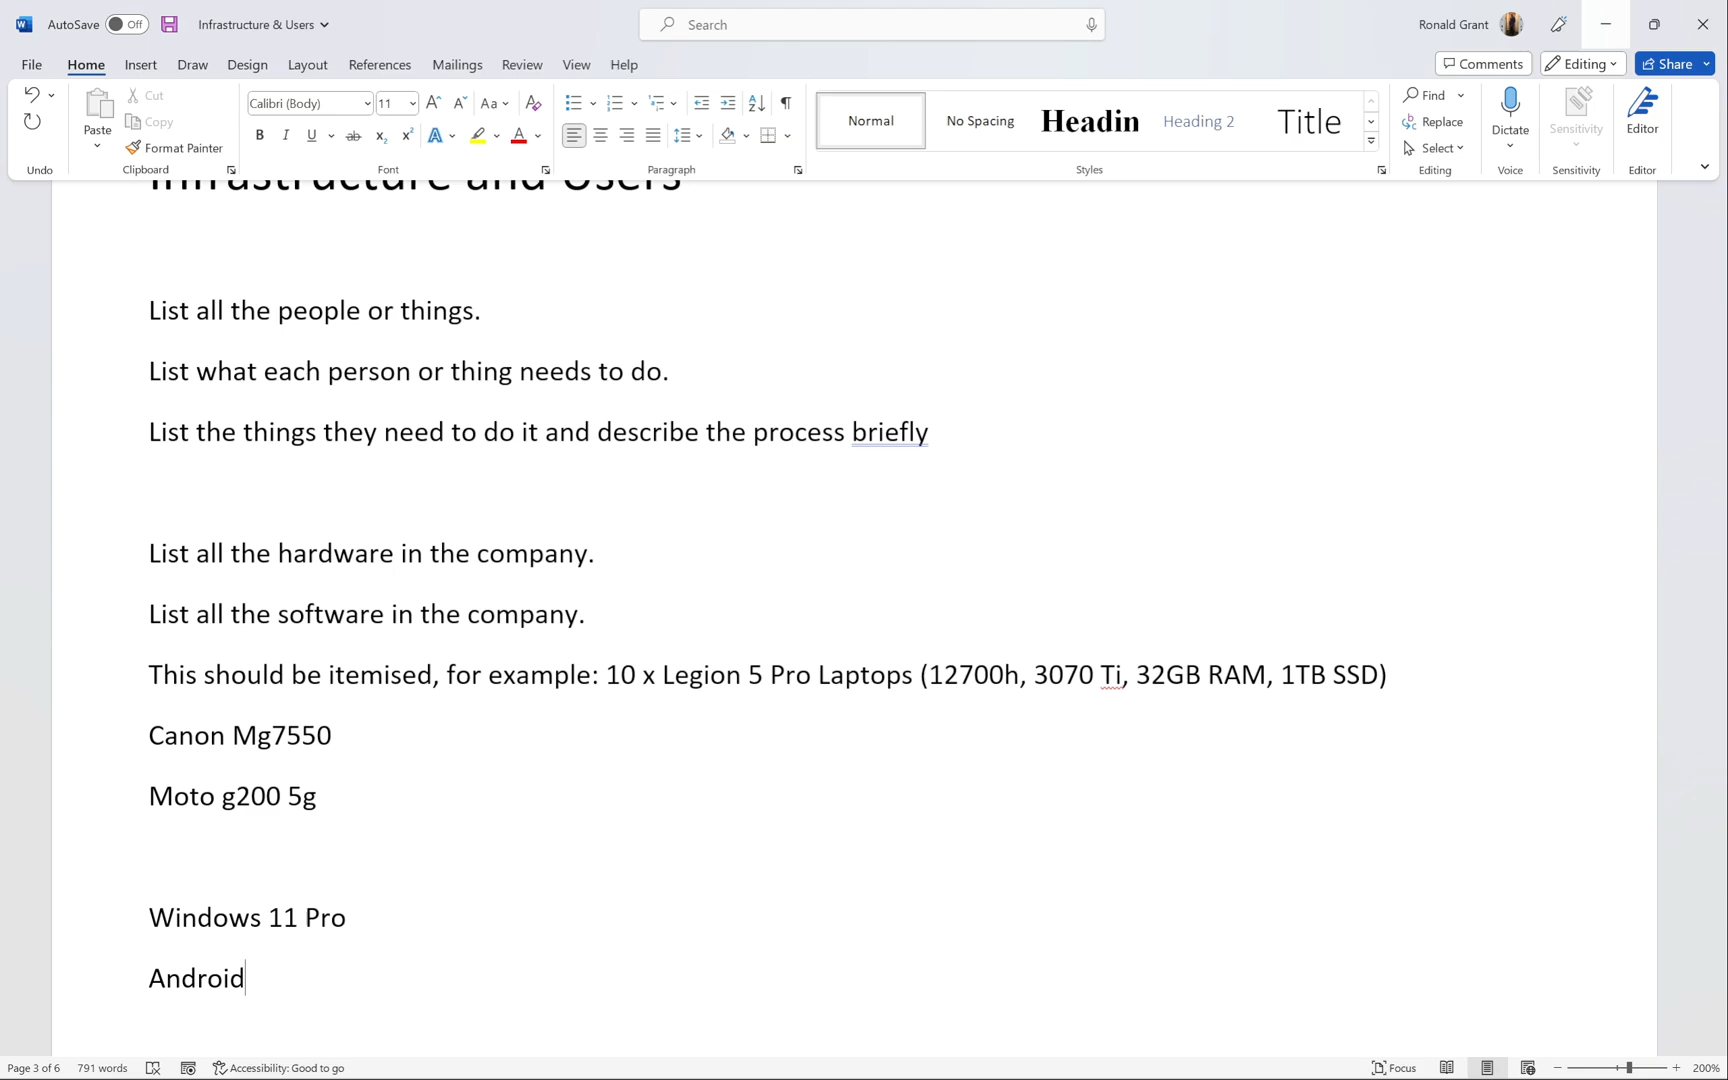 AutoSave Off Infrastructure & Users Search Ronald Grant
File Home Insert Draw Design Layout References Mailings Review View Help Comments Editing Share
Paste Cut Copy Format Painter
Calibri (Body) 11 Aa
B I U ab x₂ x² A A
Normal No Spacing Headin Heading 2 Title
Find Replace Select
Dictate Sensitivity Editor
Undo Clipboard Font Paragraph Styles Editing Voice Sensitivity Editor
Infrastructure and Users
List all the people or things.
List what each person or thing needs to do.
List the things they need to do it and describe the process briefly
List all the hardware in the company.
List all the software in the company.
This should be itemised, for example: 10 x Legion 5 Pro Laptops (12700h, 3070 Ti, 32GB RAM, 1TB SSD)
Canon Mg7550
Moto g200 5g
Windows 11 Pro
Android
Page 3 of 6 791 words Accessibility: Good to go Focus 200%